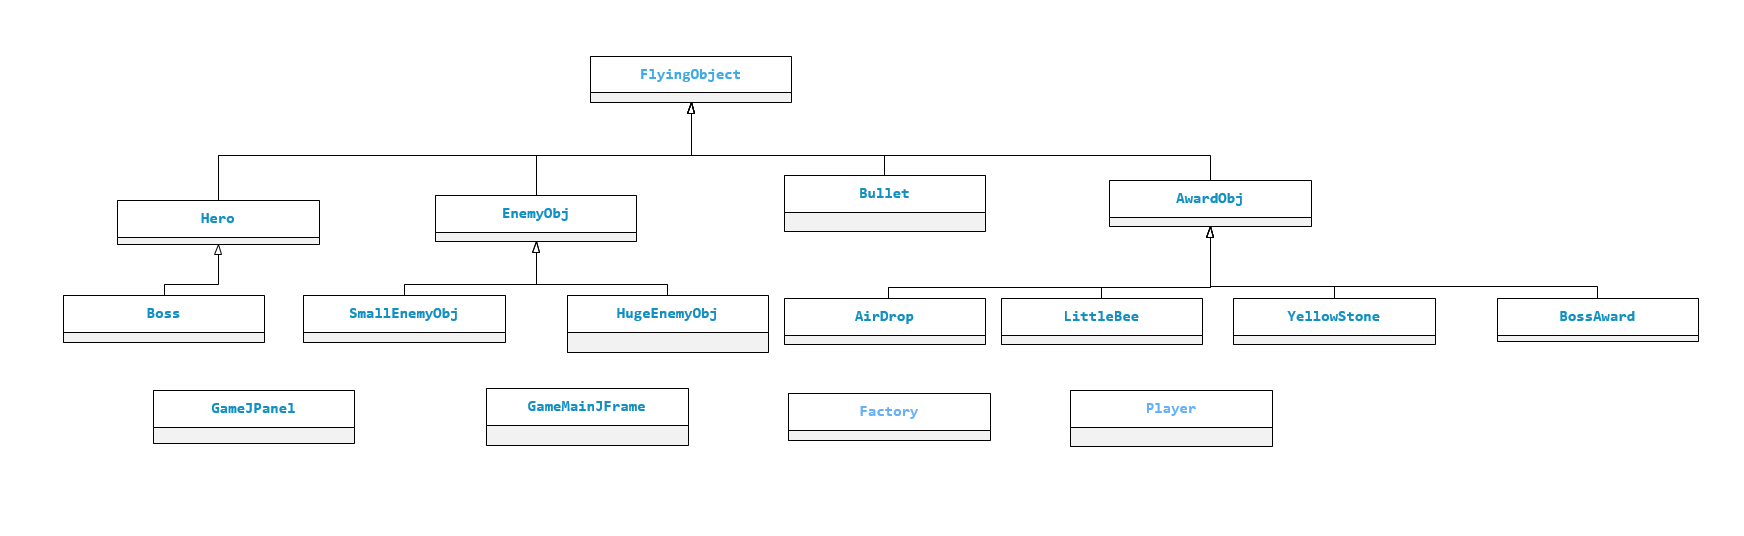 FlyingObject
Hero
EnemyObj
Bullet
AwardObj
Boss
SmallEnemyObj
HugeEnemyObj
AirDrop
LittleBee
YellowStone
BossAward
GameJPanel
GameMainJFrame
Factory
Player